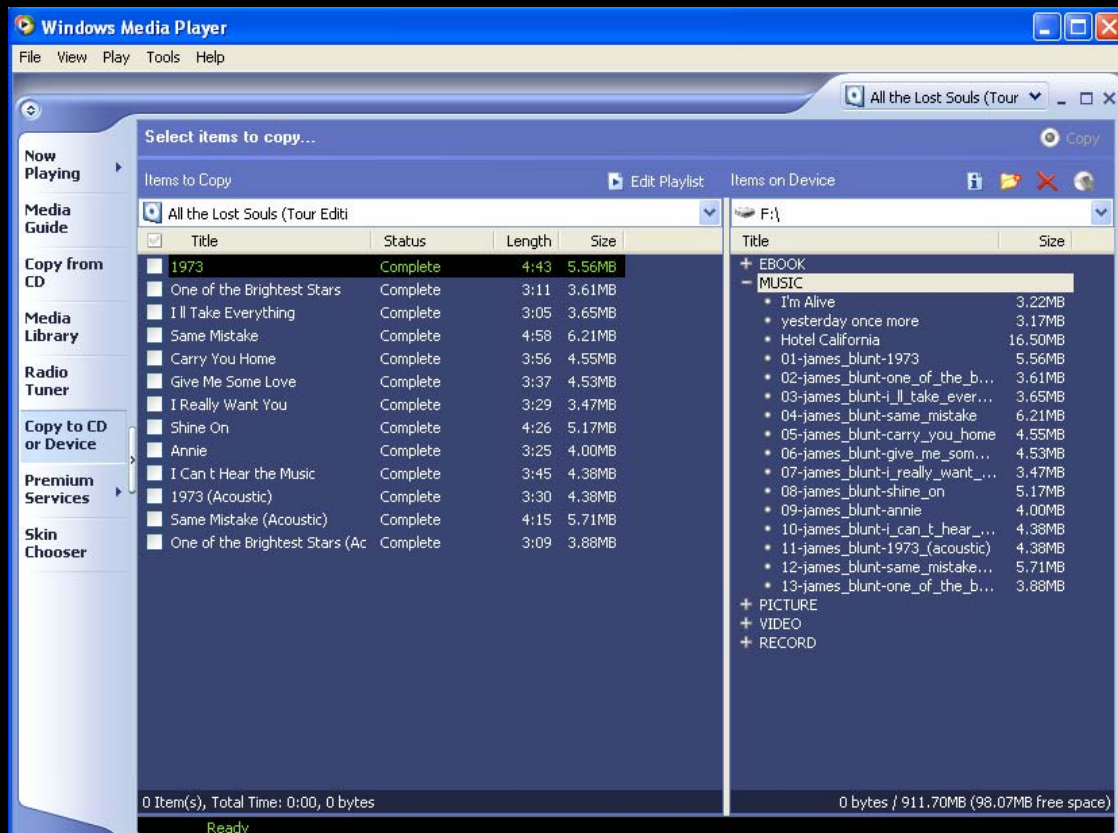 Windows Media Player
File View Play Tools Help
All the Lost Souls (Tour
Select items to copy...
Copy
Now Playing
Media Guide
Copy from CD
Media Library
Radio Tuner
Copy to CD or Device
Premium Services
Skin Chooser
Items to Copy
Edit Playlist
All the Lost Souls (Tour Editi
Title Status Length Size
1973 Complete 4:43 5.56MB
One of the Brightest Stars Complete 3:11 3.61MB
I ll Take Everything Complete 3:05 3.65MB
Same Mistake Complete 4:58 6.21MB
Carry You Home Complete 3:56 4.55MB
Give Me Some Love Complete 3:37 4.53MB
I Really Want You Complete 3:29 3.47MB
Shine On Complete 4:26 5.17MB
Annie Complete 3:25 4.00MB
I Can t Hear the Music Complete 3:45 4.38MB
1973 (Acoustic) Complete 3:30 4.38MB
Same Mistake (Acoustic) Complete 4:15 5.71MB
One of the Brightest Stars (Ac Complete 3:09 3.88MB
0 Item(s), Total Time: 0:00, 0 bytes
Items on Device
F:\
Title Size
EBOOK
MUSIC
I'm Alive 3.22MB
yesterday once more 3.17MB
Hotel California 16.50MB
01-james_blunt-1973 5.56MB
02-james_blunt-one_of_the_b... 3.61MB
03-james_blunt-i_ll_take_ever... 3.65MB
04-james_blunt-same_mistake 6.21MB
05-james_blunt-carry_you_home 4.55MB
06-james_blunt-give_me_som... 4.53MB
07-james_blunt-i_really_want_... 3.47MB
08-james_blunt-shine_on 5.17MB
09-james_blunt-annie 4.00MB
10-james_blunt-i_can_t_hear_... 4.38MB
11-james_blunt-1973_(acoustic) 4.38MB
12-james_blunt-same_mistake... 5.71MB
13-james_blunt-one_of_the_b... 3.88MB
PICTURE
VIDEO
RECORD
0 bytes / 911.70MB (98.07MB free space)
Ready